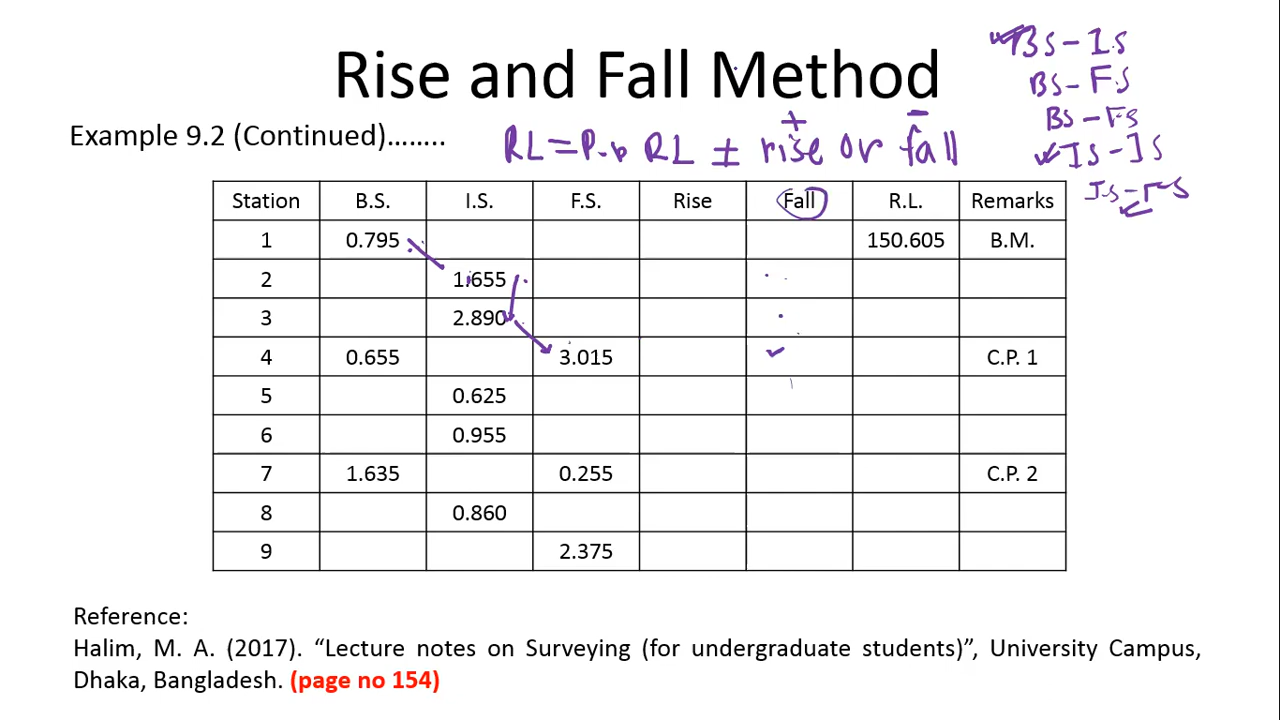 BS - IS
Rise and Fall Method
BS - FS
BS - FS
Example 9.2 (Continued)........
+ -
RL = P.b RL ± rise or fall
IS - IS
IS - FS
Station B.S. I.S. F.S. Rise Fall R.L. Remarks
1 0.795 150.605 B.M.
2 1.655
3 2.890
4 0.655 3.015 C.P. 1
5 0.625
6 0.955
7 1.635 0.255 C.P. 2
8 0.860
9 2.375
Reference:
Halim, M. A. (2017). “Lecture notes on Surveying (for undergraduate students)”, University Campus,
Dhaka, Bangladesh. (page no 154)